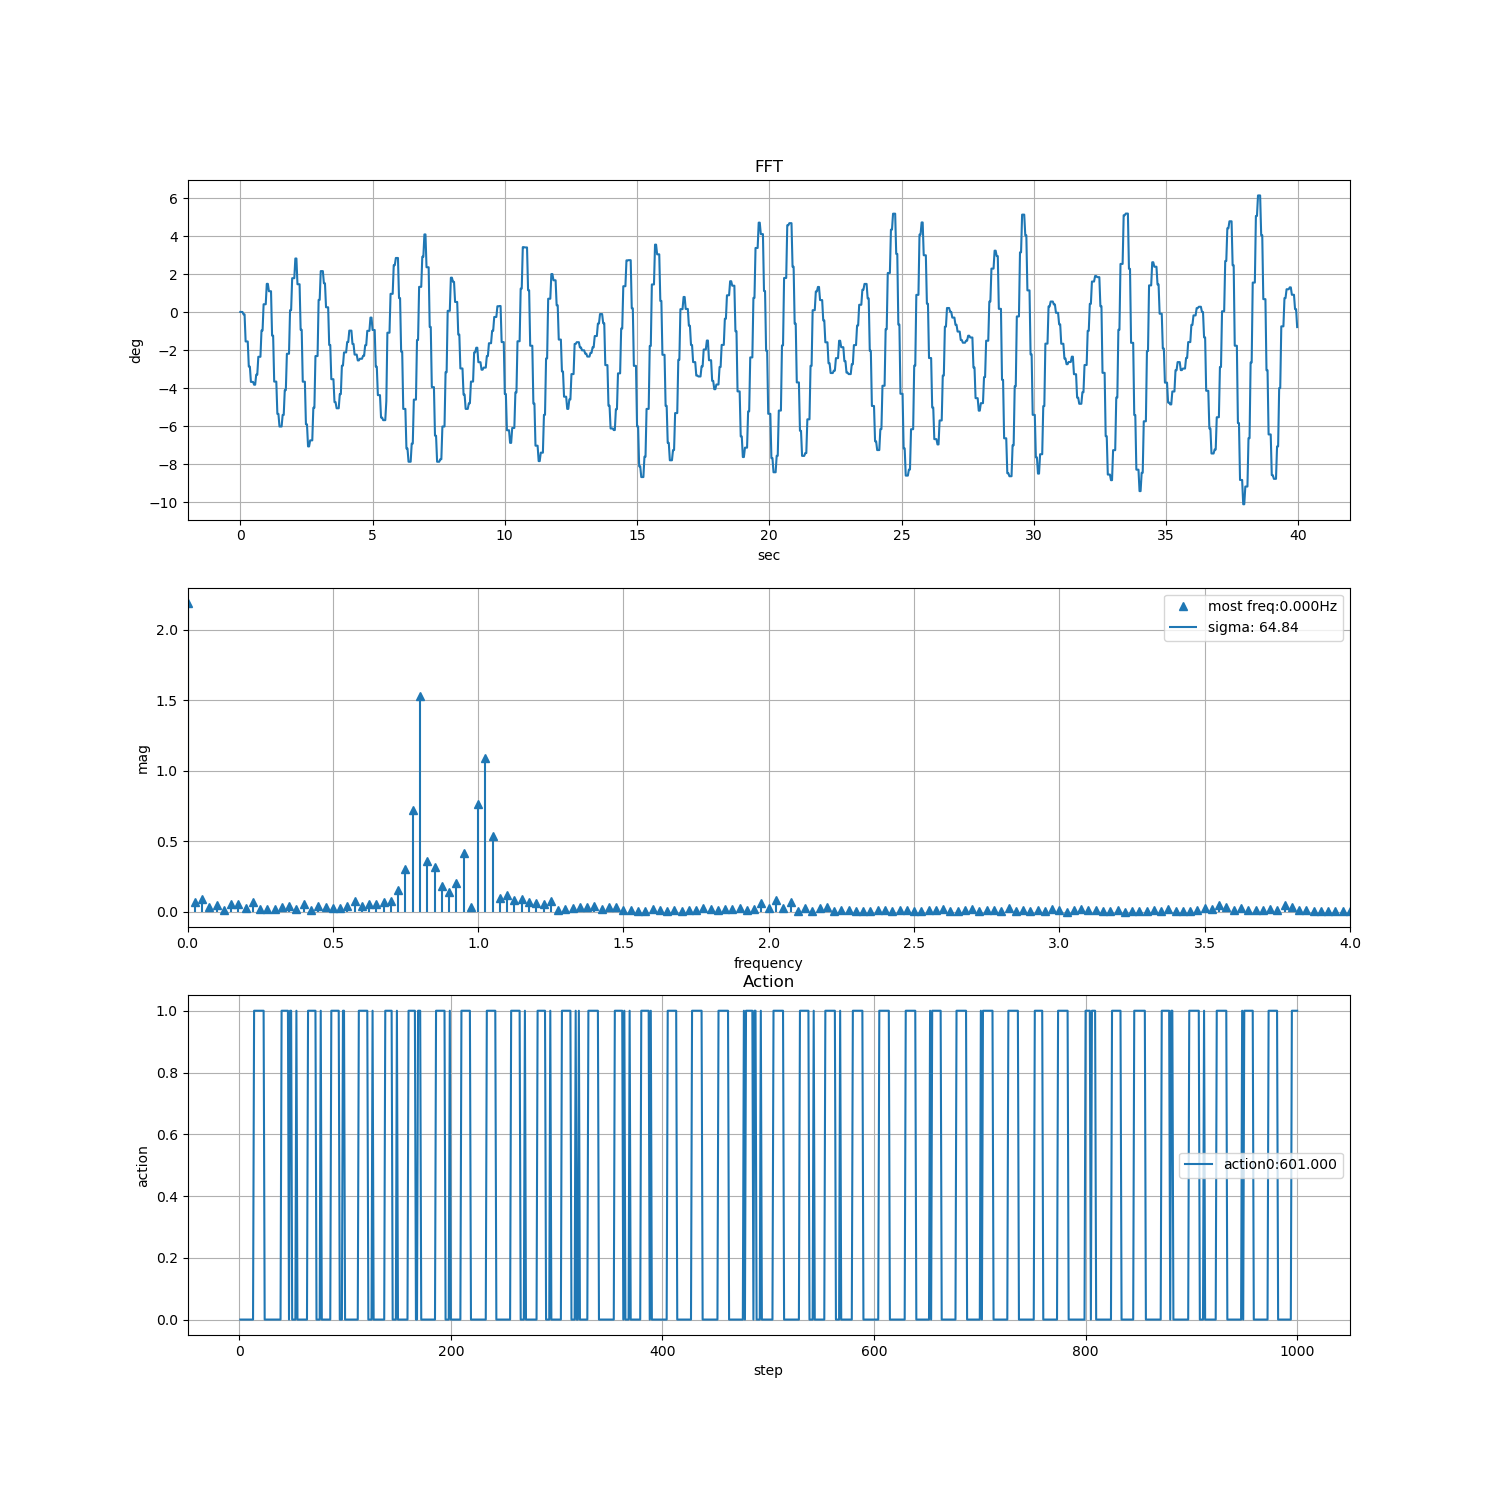 FFT
6
4
2
0
−2
−4
−6
−8
−10
deg
0 5 10 15 20 25 30 35 40
sec
2.0
1.5
1.0
0.5
0.0
mag
most freq:0.000Hz
sigma: 64.84
0.0 0.5 1.0 1.5 2.0 2.5 3.0 3.5 4.0
frequency
Action
1.0
0.8
0.6
0.4
0.2
0.0
action
action0:601.000
0 200 400 600 800 1000
step